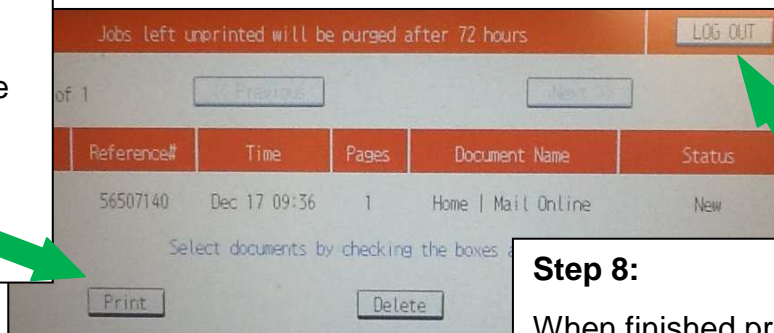 Jobs left unprinted will be purged after 72 hours LOG OUT
e
of 1 << Previous Next >>
Reference# Time Pages Document Name Status
56507140 Dec 17 09:36 1 Home | Mail Online New
Select documents by checking the boxes a
Print Delete
Step 8:
When finished pr